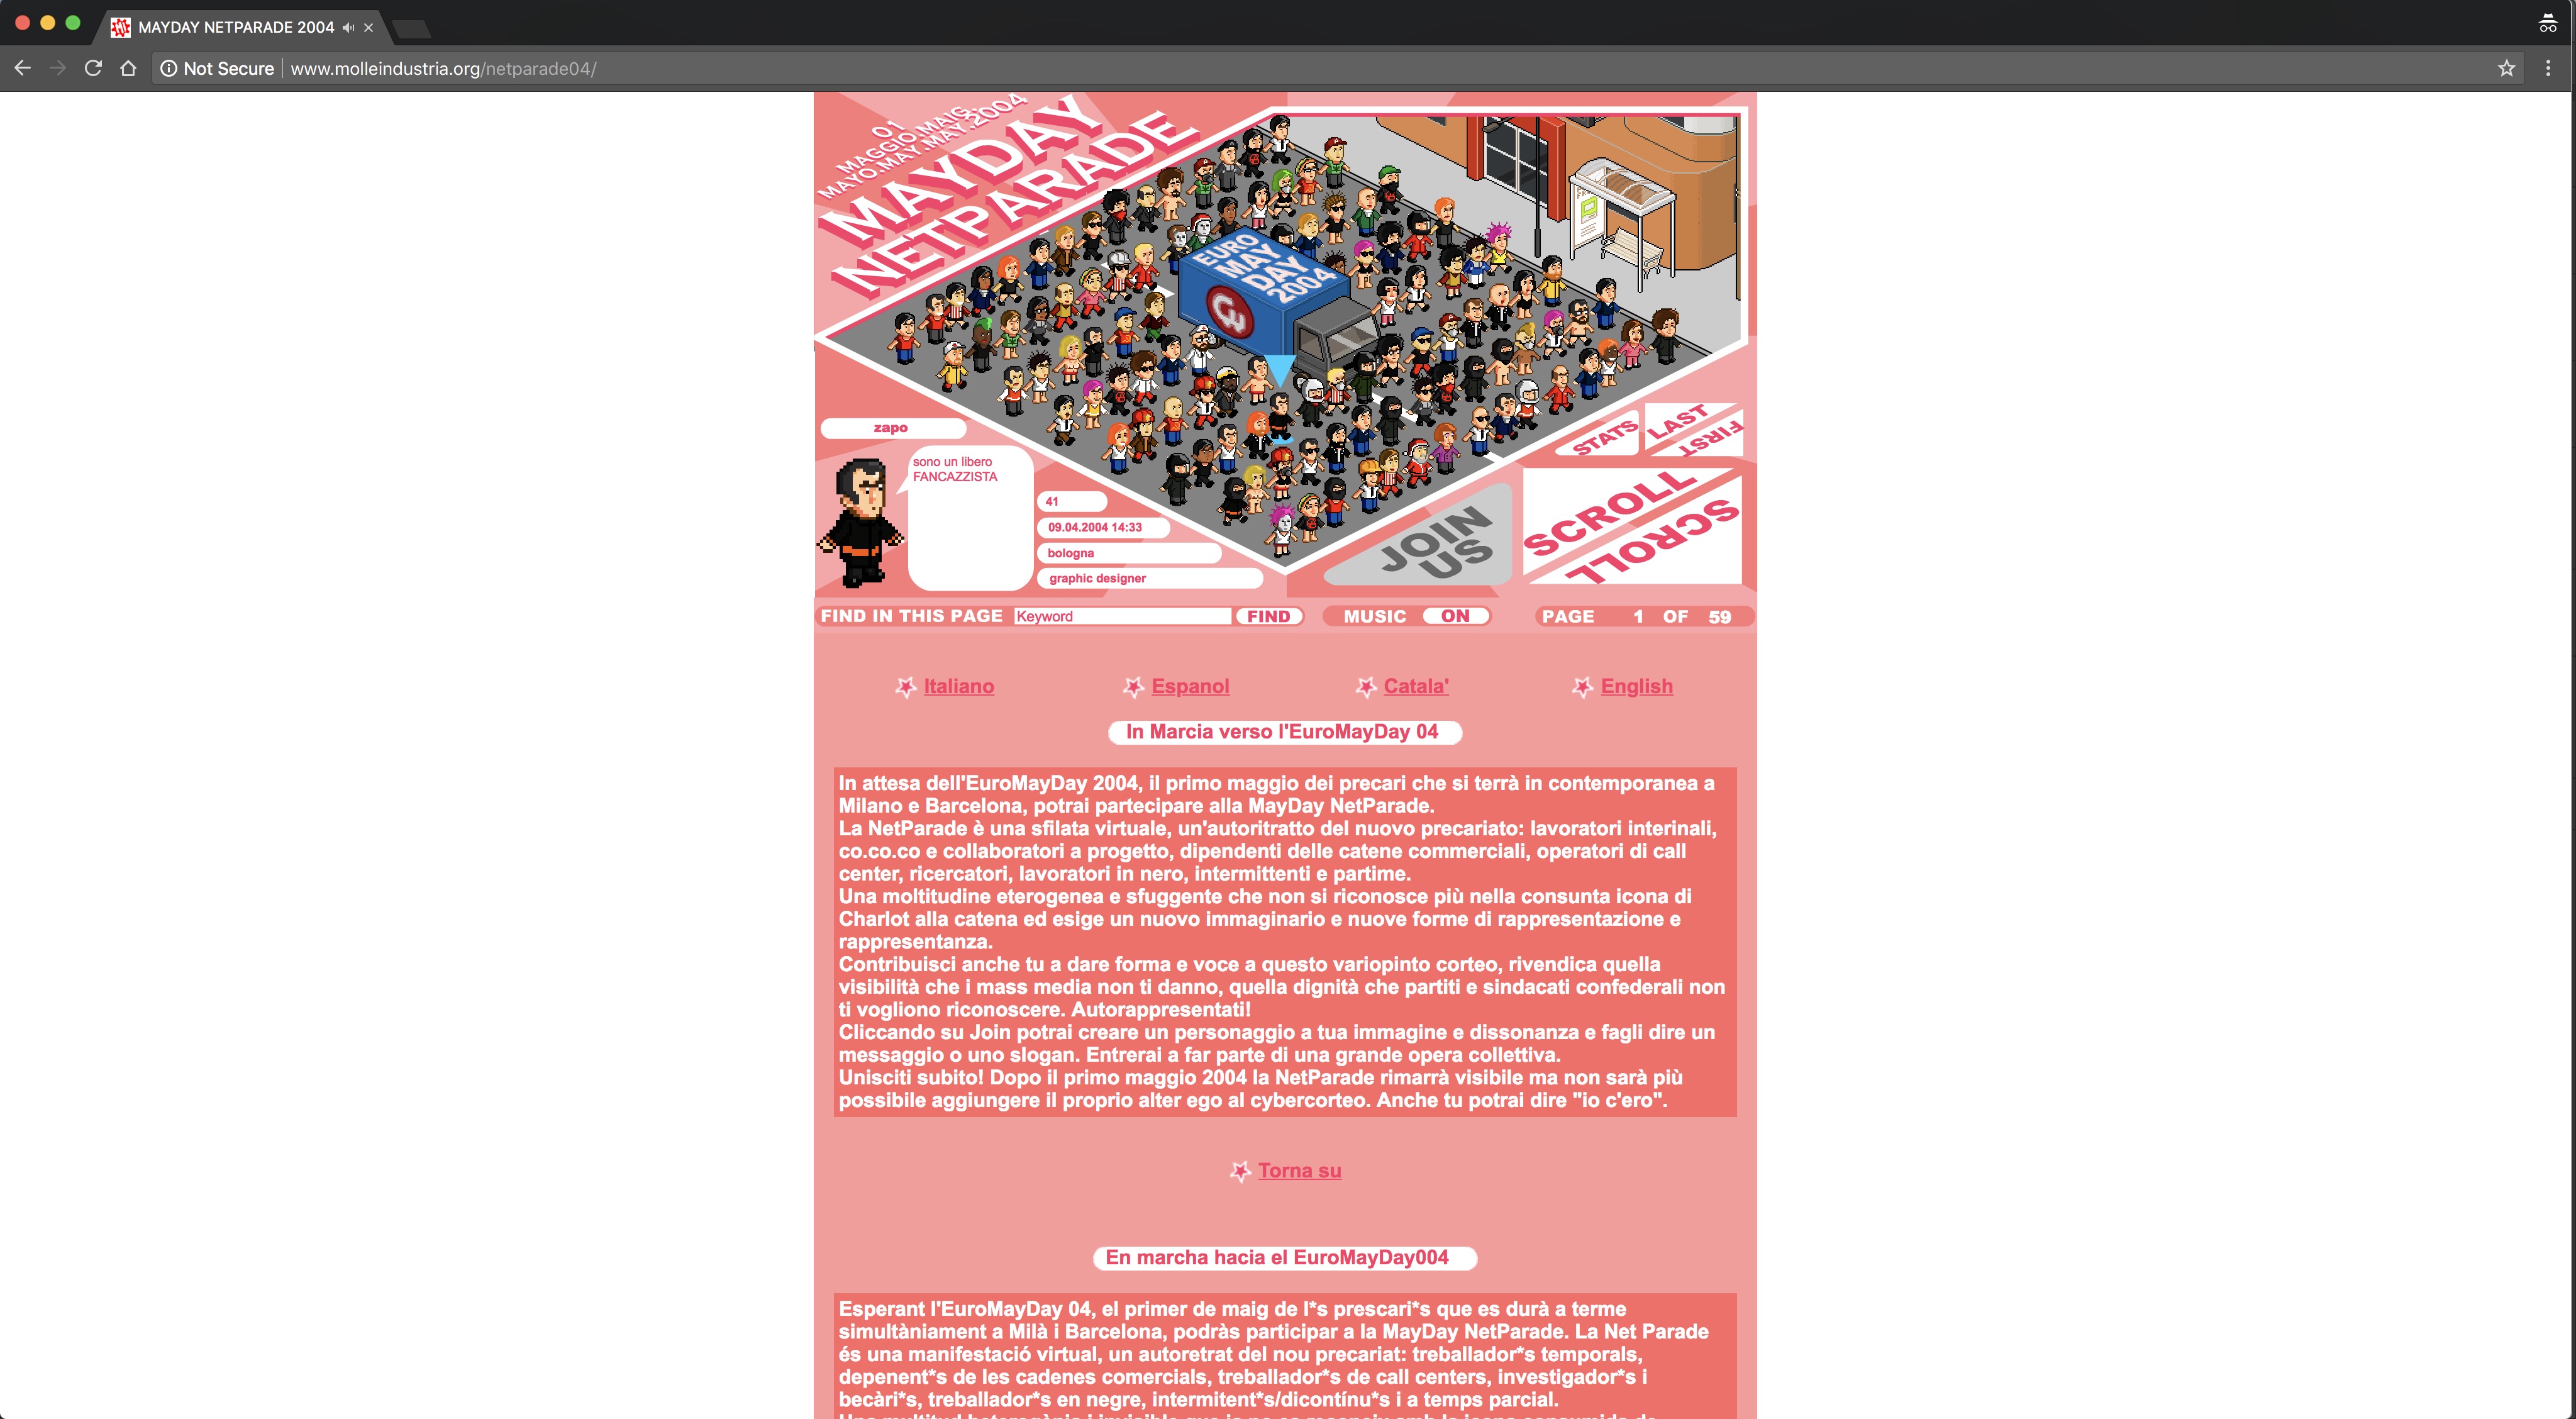 MAYDAY NETPARADE 2004
Not Secure
www.molleindustria.org/netparade04/
01
MAGGIO.MAIG.
MAYO.MAY.MAY.2004
MAYDAY
NETPARADE
EURO
MAY
DAY
2004
zapo
sono un libero
FANCAZZISTA
41
09.04.2004 14:33
bologna
graphic designer
STATS
LAST
FIRST
JOIN
US
SCROLL
SCROLL
FIND IN THIS PAGE Keyword FIND MUSIC ON PAGE 1 OF 59
Italiano Espanol Catala' English
In Marcia verso l'EuroMayDay 04
In attesa dell'EuroMayDay 2004, il primo maggio dei precari che si terrà in contemporanea a
Milano e Barcelona, potrai partecipare alla MayDay NetParade.
La NetParade è una sfilata virtuale, un'autoritratto del nuovo precariato: lavoratori interinali,
co.co.co e collaboratori a progetto, dipendenti delle catene commerciali, operatori di call
center, ricercatori, lavoratori in nero, intermittenti e partime.
Una moltitudine eterogenea e sfuggente che non si riconosce più nella consunta icona di
Charlot alla catena ed esige un nuovo immaginario e nuove forme di rappresentazione e
rappresentanza.
Contribuisci anche tu a dare forma e voce a questo variopinto corteo, rivendica quella
visibilità che i mass media non ti danno, quella dignità che partiti e sindacati confederali non
ti vogliono riconoscere. Autorappresentati!
Cliccando su Join potrai creare un personaggio a tua immagine e dissonanza e fagli dire un
messaggio o uno slogan. Entrerai a far parte di una grande opera collettiva.
Unisciti subito! Dopo il primo maggio 2004 la NetParade rimarrà visibile ma non sarà più
possibile aggiungere il proprio alter ego al cybercorteo. Anche tu potrai dire "io c'ero".
Torna su
En marcha hacia el EuroMayDay004
Esperant l'EuroMayDay 04, el primer de maig de l*s prescari*s que es durà a terme
simultàniament a Milà i Barcelona, podràs participar a la MayDay NetParade. La Net Parade
és una manifestació virtual, un autoretrat del nou precariat: treballador*s temporals,
depenent*s de les cadenes comercials, treballador*s de call centers, investigador*s i
becàri*s, treballador*s en negre, intermitent*s/dicontínu*s i a temps parcial.